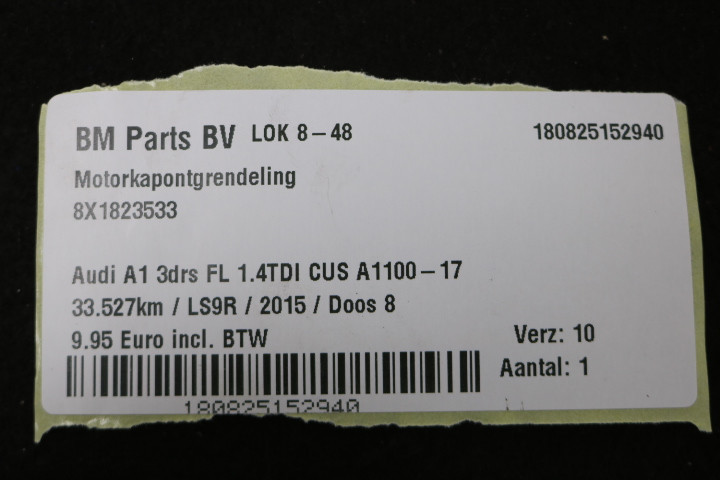 BM Parts BV LOK 8-48 180825152940
Motorkapontgrendeling
8X1823533
Audi A1 3drs FL 1.4TDI CUS A1100-17
33.527km / LS9R / 2015 / Doos 8
9.95 Euro incl. BTW Verz: 10
Aantal: 1
180825152940